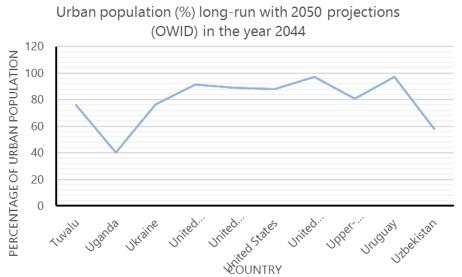 Urban population (%) long-run with 2050 projections
(OWID) in the year 2044
PERCENTAGE OF URBAN POPULATION
120
100
80
60
40
20
0
Tuvalu
Uganda
Ukraine
United...
United...
United States
United...
Upper-...
Uruguay
Uzbekistan
COUNTRY